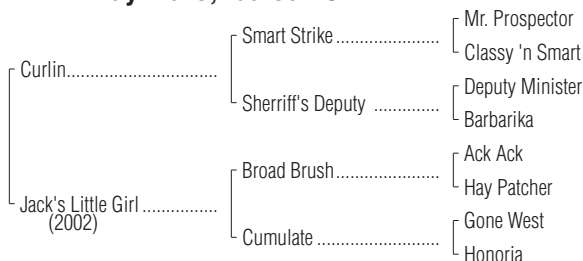 Mr. Prospector
Smart Strike
Classy 'n Smart
Curlin
Deputy Minister
Sherriff's Deputy
Barbarika
Ack Ack
Broad Brush
Hay Patcher
Jack's Little Girl
(2002)
Gone West
Cumulate
Honoria